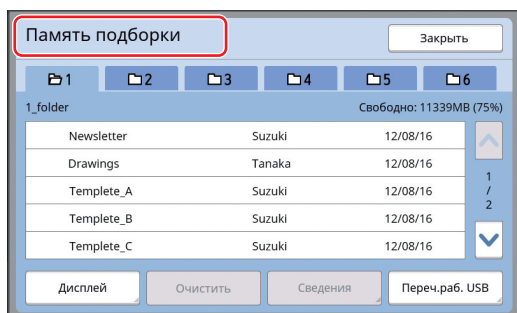 Память подборки
Закрыть
1 2 3 4 5 6
1_folder Свободно: 11339MB (75%)
Newsletter Suzuki 12/08/16
Drawings Tanaka 12/08/16
Templete_A Suzuki 12/08/16
Templete_B Suzuki 12/08/16
Templete_C Suzuki 12/08/16
1
/
2
Дисплей Очистить Сведения Переч.раб. USB